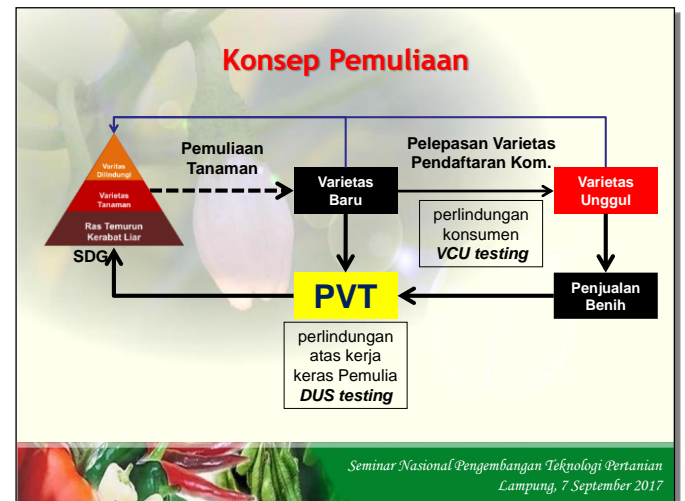 Konsep Pemuliaan
Pemuliaan
Tanaman
Pelepasan Varietas
Pendaftaran Kom.
Varitas
Dilindungi
Varietas
Tanaman
Ras Temurun
Kerabat Liar
SDG
Varietas
Baru
Varietas
Unggul
perlindungan
konsumen
VCU testing
PVT
Penjualan
Benih
perlindungan
atas kerja
keras Pemulia
DUS testing
Seminar Nasional Pengembangan Teknologi Pertanian
Lampung, 7 September 2017